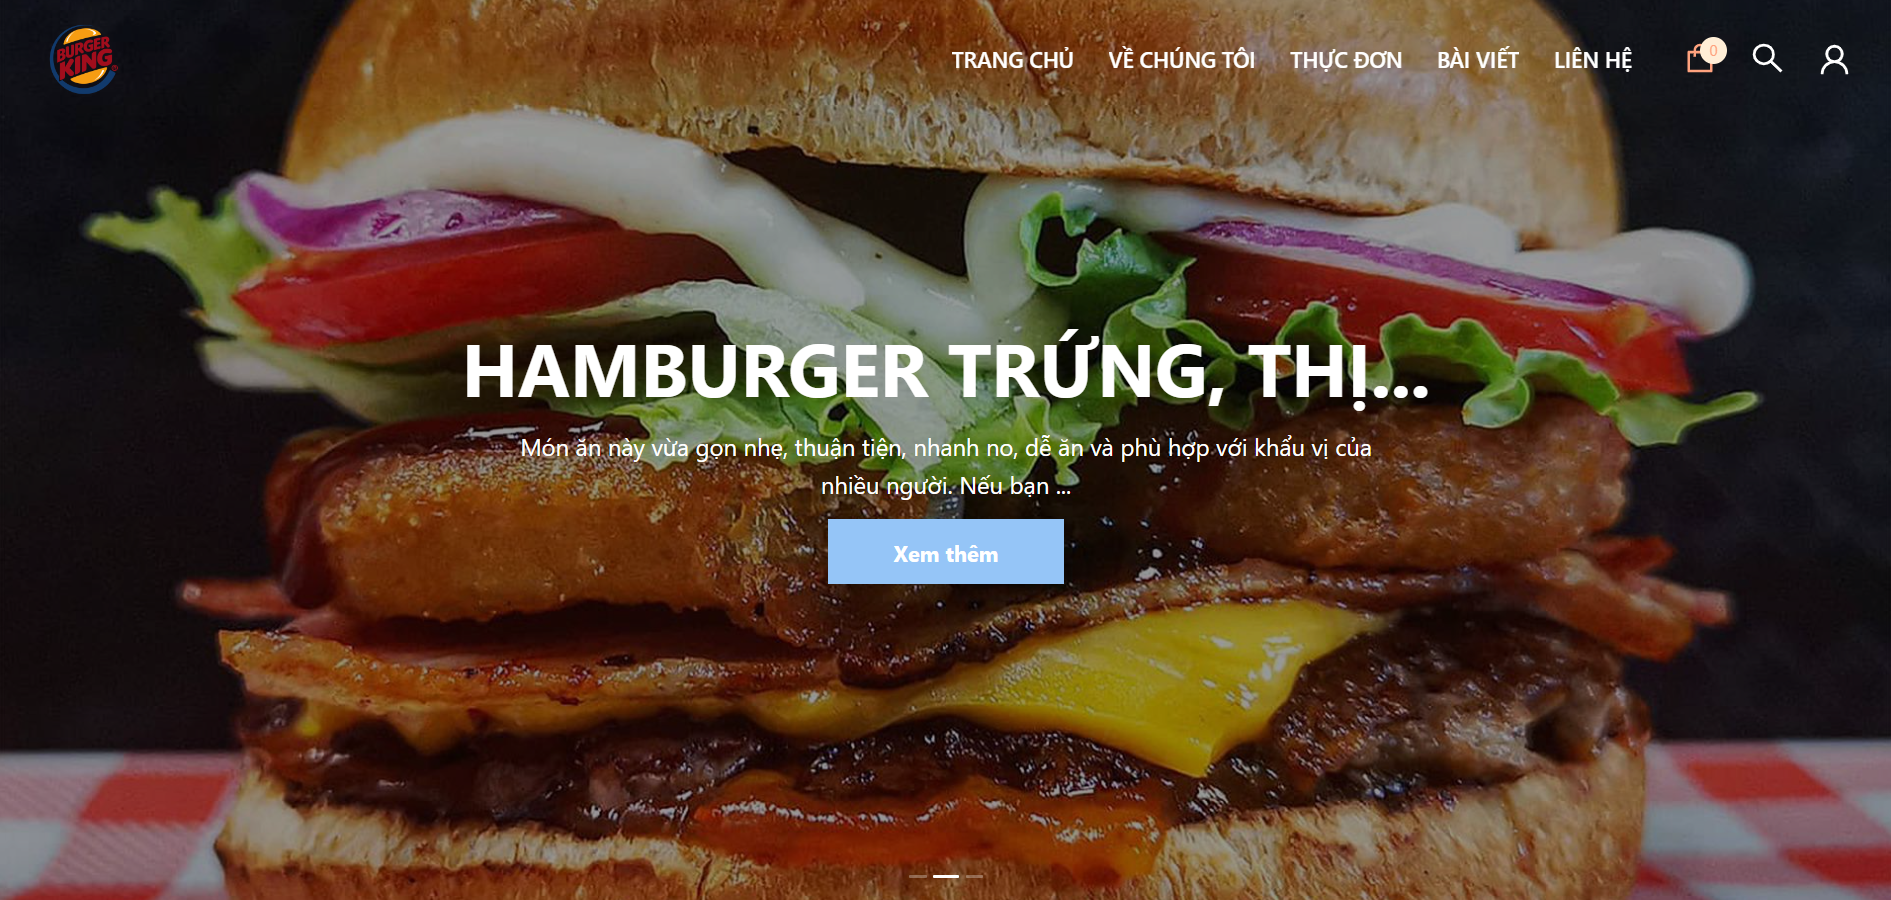 BURGER
KING
TRANG CHỦ VỀ CHÚNG TÔI THỰC ĐƠN BÀI VIẾT LIÊN HỆ 0
HAMBURGER TRỨNG, THỊ...
Món ăn này vừa gọn nhẹ, thuận tiện, nhanh no, dễ ăn và phù hợp với khẩu vị của
nhiều người. Nếu bạn ...
Xem thêm